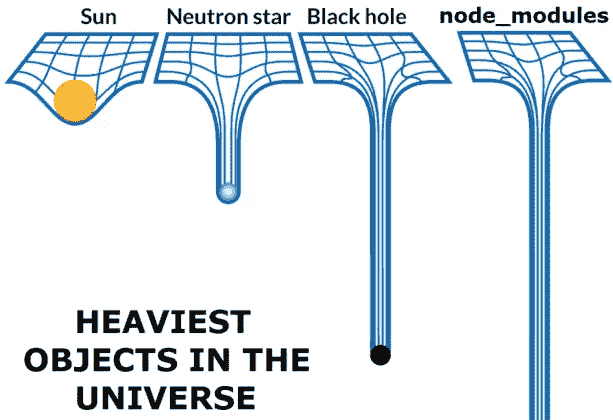 Sun
Neutron star
Black hole
node_modules
HEAVIEST
OBJECTS IN THE
UNIVERSE